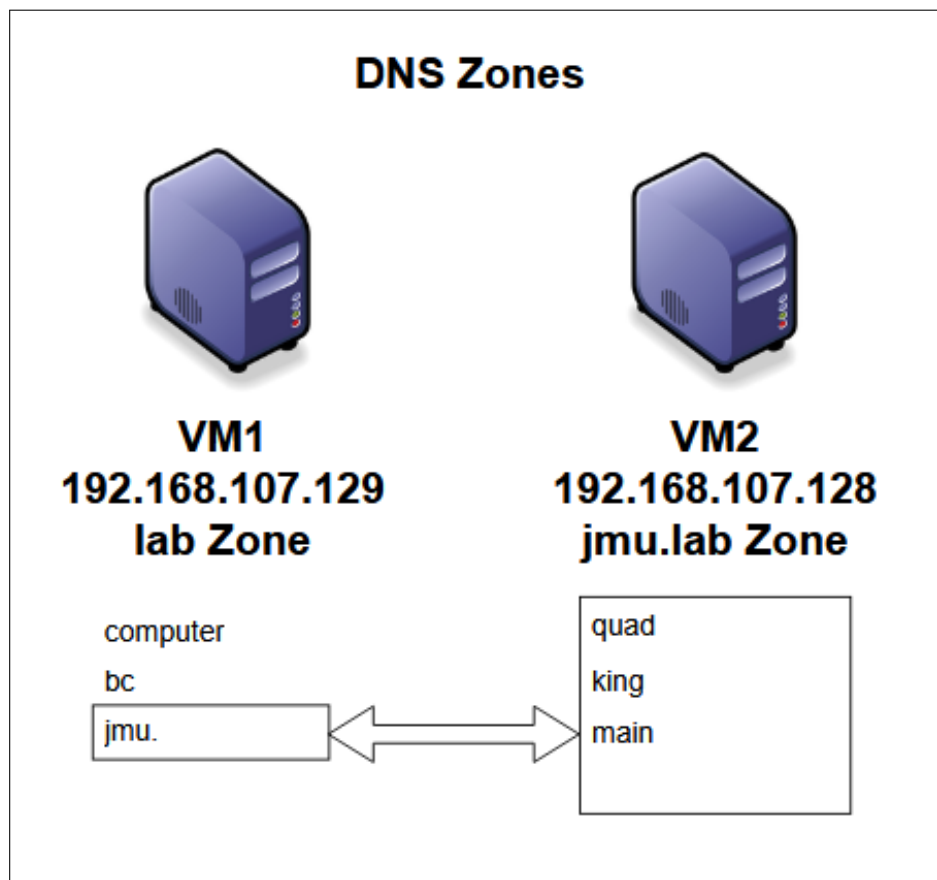 DNS Zones
VM1
192.168.107.129
lab Zone
computer
bc
jmu.
VM2
192.168.107.128
jmu.lab Zone
quad
king
main